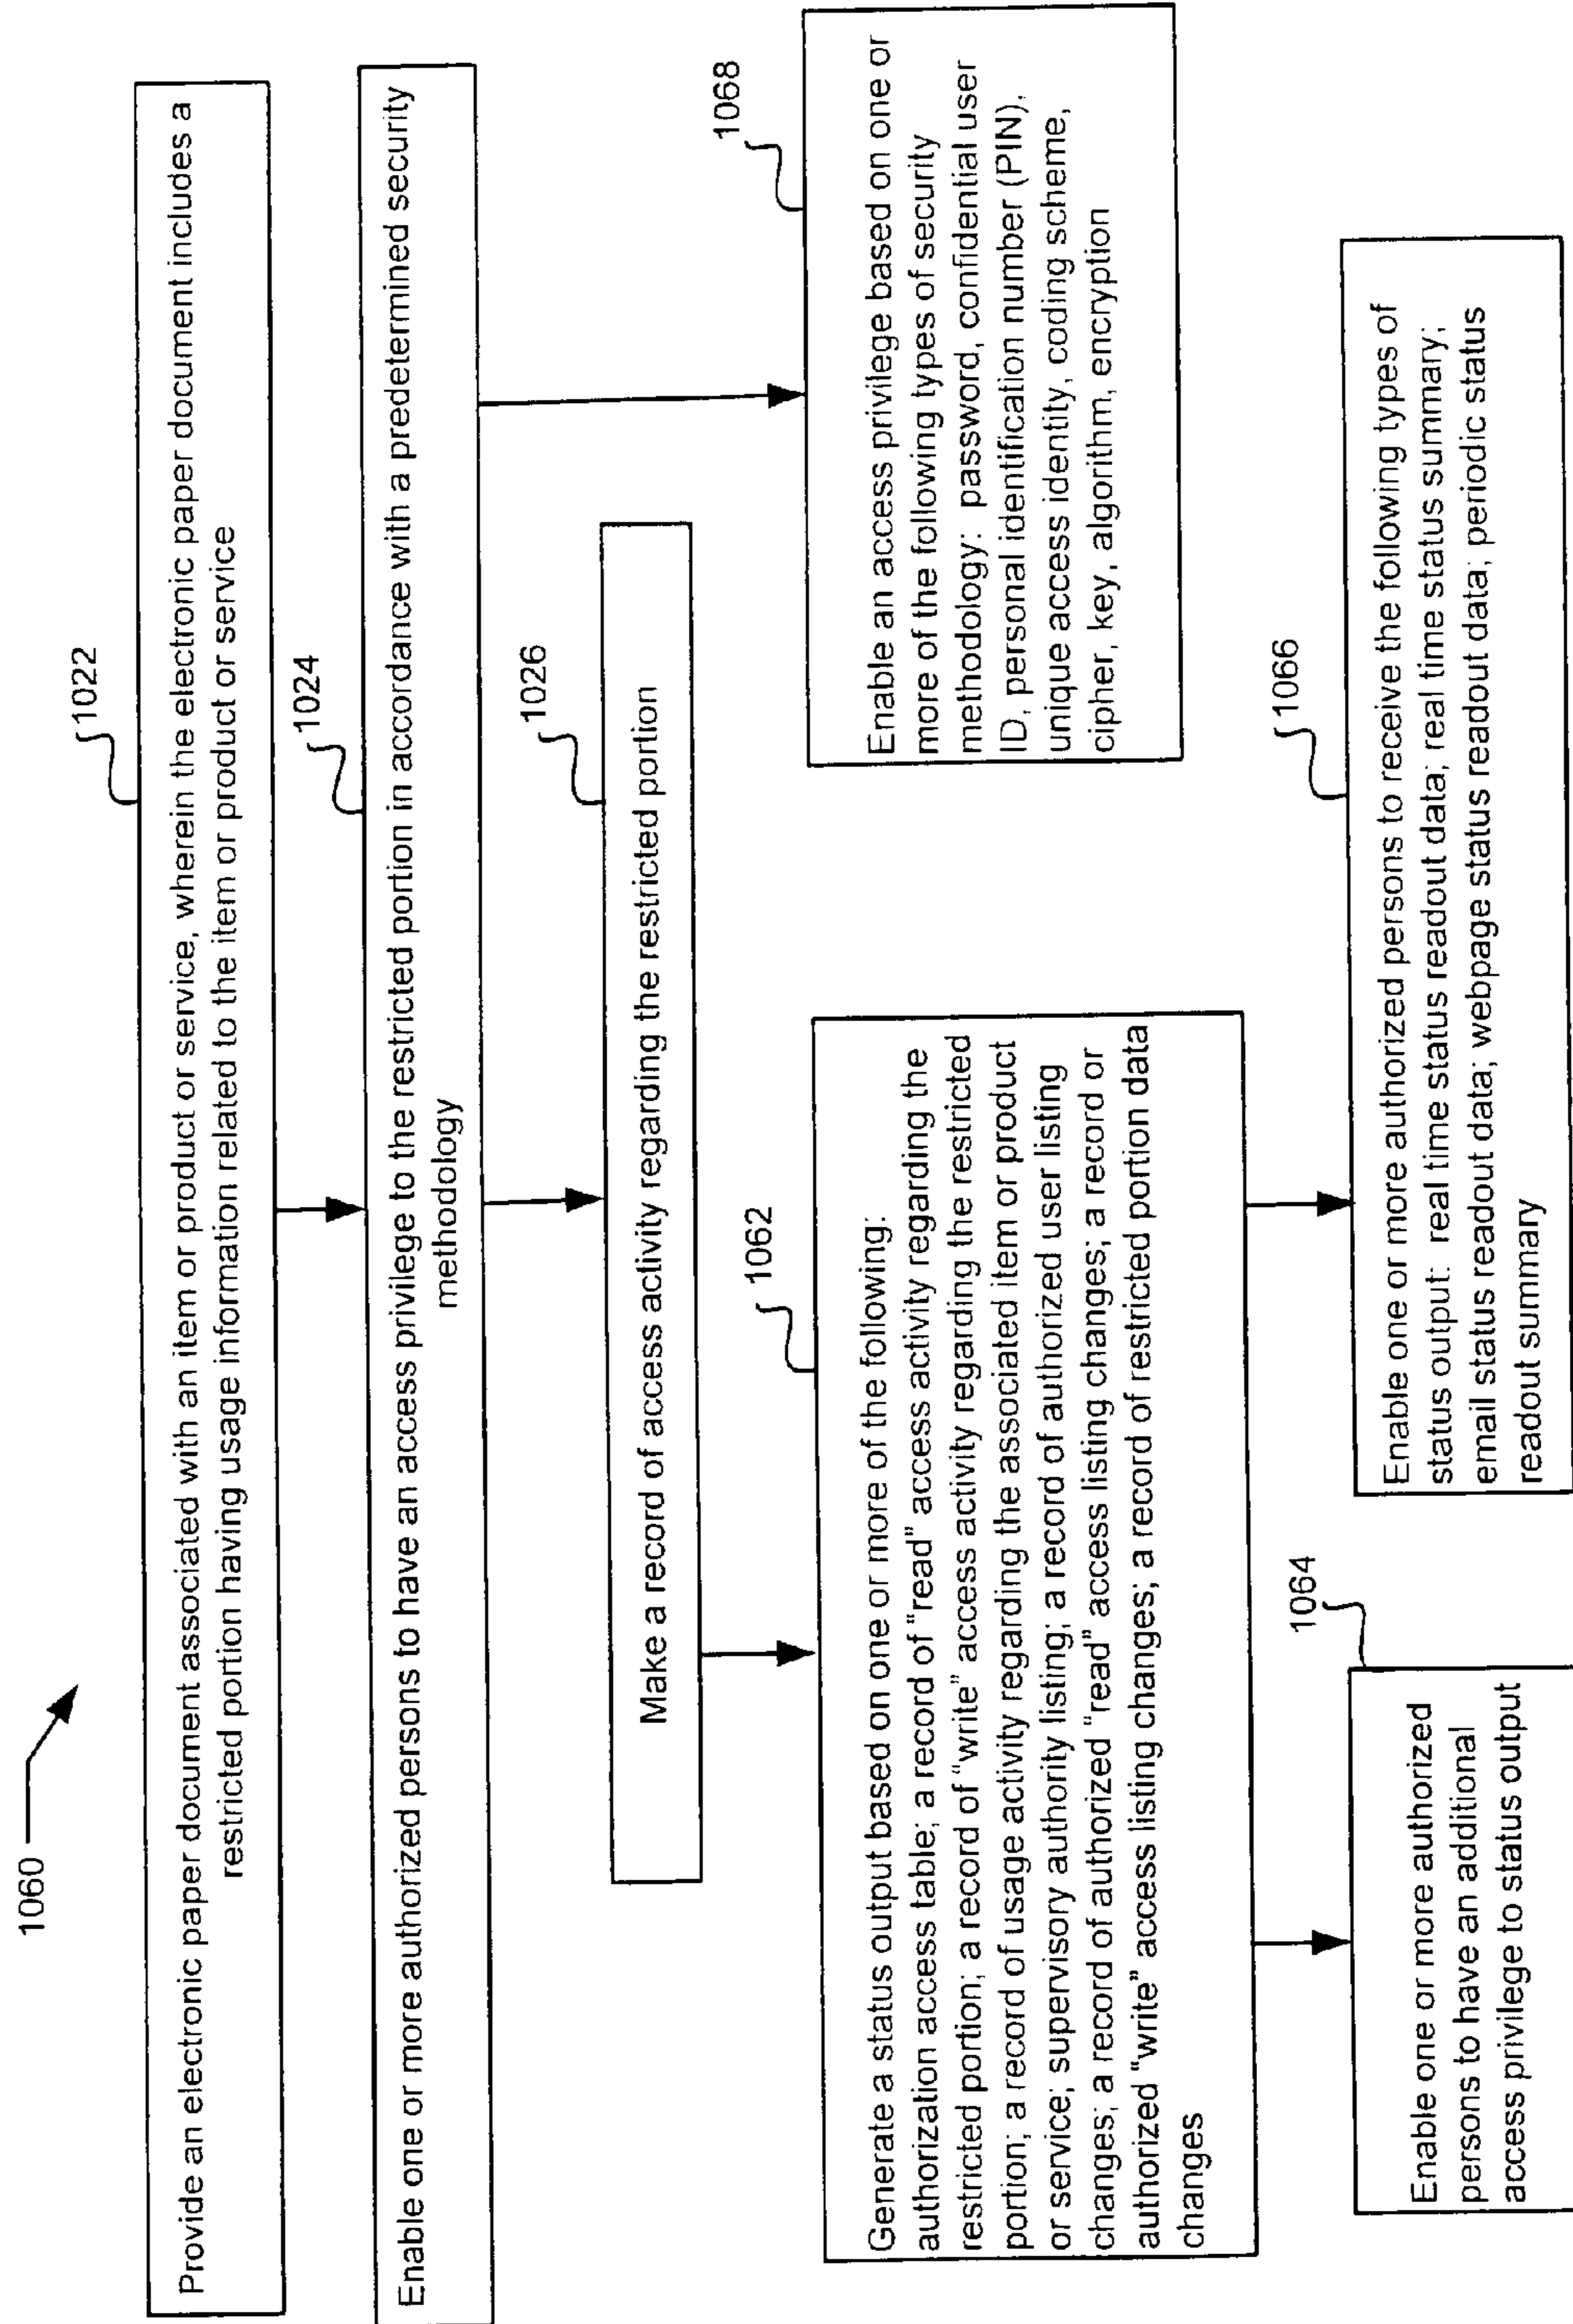 1060
1022
Provide an electronic paper document associated with an item or product or service, wherein the electronic paper document includes a
restricted portion having usage information related to the item or product or service
1024
Enable one or more authorized persons to have an access privilege to the restricted portion in accordance with a predetermined security
methodology
1026
Make a record of access activity regarding the restricted portion
1068
Enable an access privilege based on one or
more of the following types of security
methodology: password, confidential user
ID, personal identification number (PIN),
unique access identity, coding scheme,
cipher, key, algorithm, encryption
1062
Generate a status output based on one or more of the following:
authorization access table; a record of "read" access activity regarding the
restricted portion; a record of "write" access activity regarding the restricted
portion; a record of usage activity regarding the associated item or product
or service; supervisory authority listing; a record of authorized user listing
changes; a record of authorized "read" access listing changes; a record or
authorized "write" access listing changes; a record of restricted portion data
changes
1064
Enable one or more authorized
persons to have an additional
access privilege to status output
1066
Enable one or more authorized persons to receive the following types of
status output: real time status readout data; real time status summary;
email status readout data; webpage status readout data; periodic status
readout summary